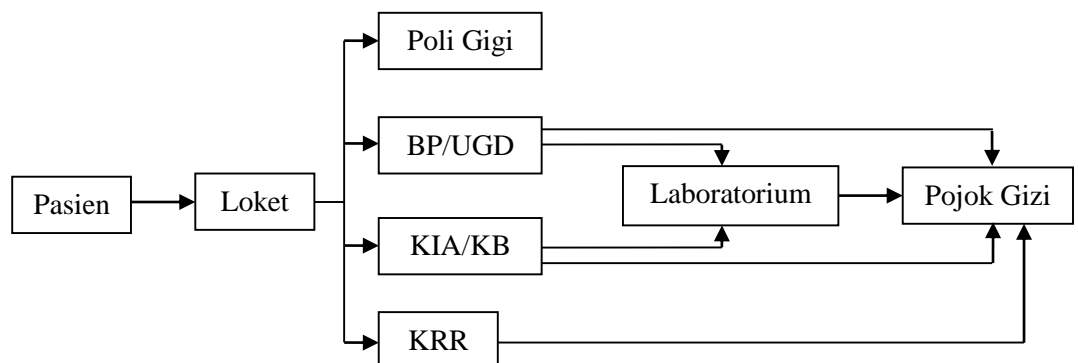 Poli Gigi
BP/UGD
Laboratorium
Pojok Gizi
Pasien
Loket
KIA/KB
KRR